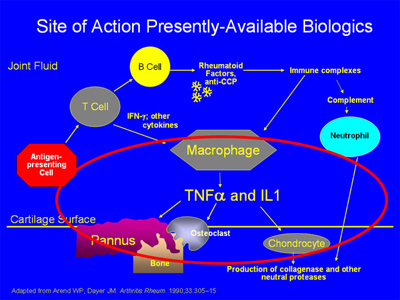 Site of Action Presently-Available Biologics
Joint Fluid
B Cell
Rheumatoid
Factors,
anti-CCP
Immune complexes
T Cell
Complement
IFN-γ; other
cytokines
Neutrophil
Macrophage
Antigen-
presenting
Cell
TNFα and IL1
Cartilage Surface
Pannus
Osteoclast
Chondrocyte
Bone
Production of collagenase and other
neutral proteases
Adapted from Arend WP, Dayer JM. Arthritis Rheum. 1990;33:305–15